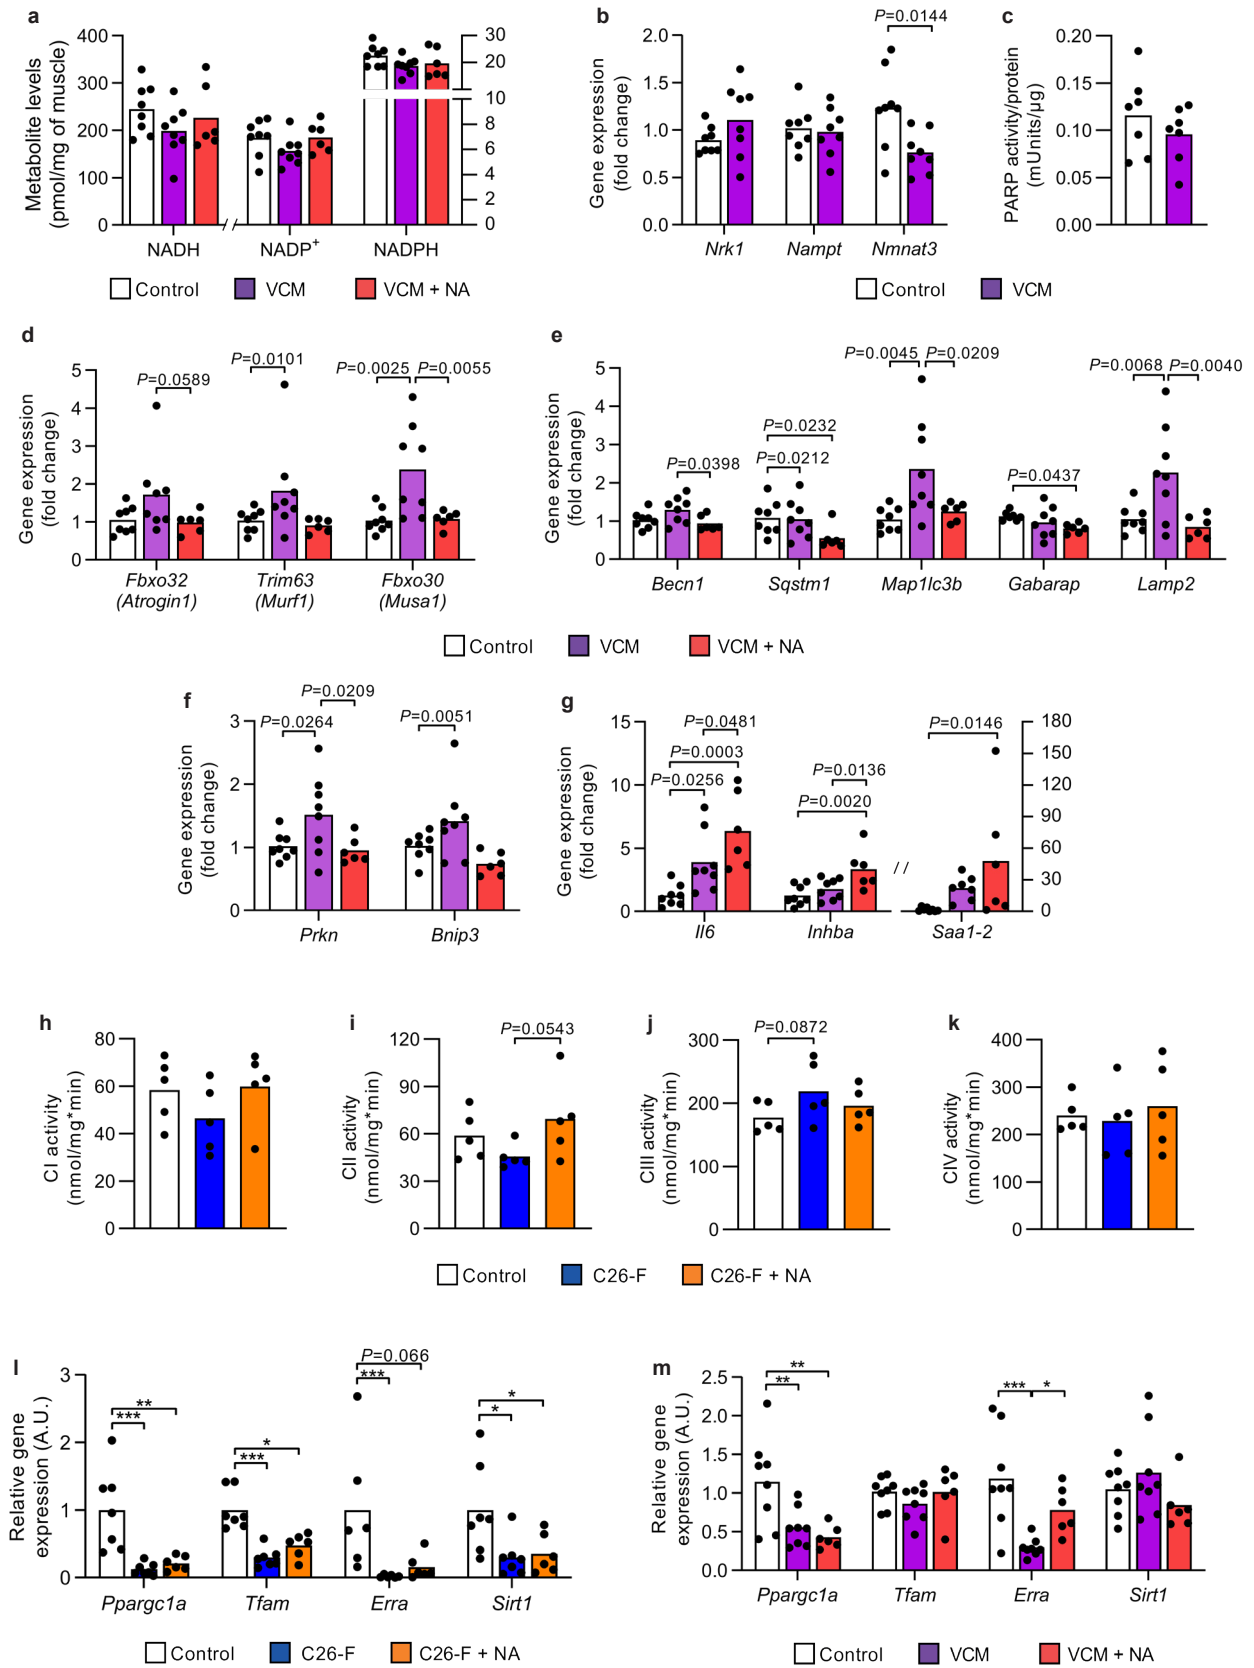 a
Metabolite levels
(pmol/mg of muscle)
400
300
200
100
0
30
20
10
8
6
4
2
0
NADH
//
NADP+
NADPH
Control
VCM
VCM + NA
b
Gene expression
(fold change)
2.0
1.5
1.0
0.5
0.0
P=0.0144
Nrk1
Nampt
Nmnat3
c
PARP activity/protein
(mUnits/µg)
0.20
0.15
0.10
0.05
0.00
Control
VCM
d
Gene expression
(fold change)
5
4
3
2
1
0
P=0.0589
P=0.0101
P=0.0025
P=0.0055
Fbxo32
(Atrogin1)
Trim63
(Murf1)
Fbxo30
(Musa1)
e
Gene expression
(fold change)
5
4
3
2
1
0
P=0.0398
P=0.0232
P=0.0212
P=0.0045
P=0.0209
P=0.0437
P=0.0068
P=0.0040
Becn1
Sqstm1
Map1lc3b
Gabarap
Lamp2
Control
VCM
VCM + NA
f
Gene expression
(fold change)
3
2
1
0
P=0.0209
P=0.0264
P=0.0051
Prkn
Bnip3
g
Gene expression
(fold change)
15
10
5
0
P=0.0481
P=0.0003
P=0.0256
P=0.0136
P=0.0020
P=0.0146
//
180
150
120
90
60
30
0
Il6
Inhba
Saa1-2
h
CI activity
(nmol/mg*min)
80
60
40
20
0
i
CII activity
(nmol/mg*min)
120
90
60
30
0
P=0.0543
j
CIII activity
(nmol/mg*min)
300
200
100
0
P=0.0872
k
CIV activity
(nmol/mg*min)
400
300
200
100
0
Control
C26-F
C26-F + NA
l
Relative gene
expression (A.U.)
3
2
1
0
**
***
*
***
P=0.066
***
*
*
Ppargc1a
Tfam
Erra
Sirt1
Control
C26-F
C26-F + NA
m
Relative gene
expression (A.U.)
2.5
2.0
1.5
1.0
0.5
0.0
**
**
***
*
Ppargc1a
Tfam
Erra
Sirt1
Control
VCM
VCM + NA